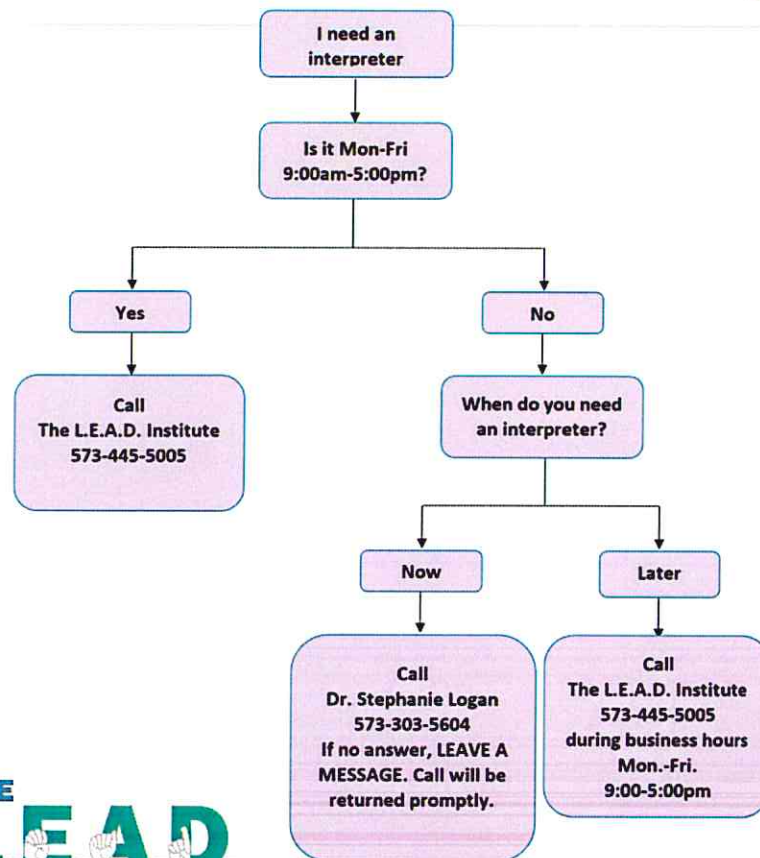 I need an
interpreter
Is it Mon-Fri
9:00am-5:00pm?
Yes
No
Call
The L.E.A.D. Institute
573-445-5005
When do you need
an interpreter?
Now
Later
Call
Dr. Stephanie Logan
573-303-5604
If no answer, LEAVE A
MESSAGE. Call will be
returned promptly.
Call
The L.E.A.D. Institute
573-445-5005
during business hours
Mon.-Fri.
9:00-5:00pm
EAD